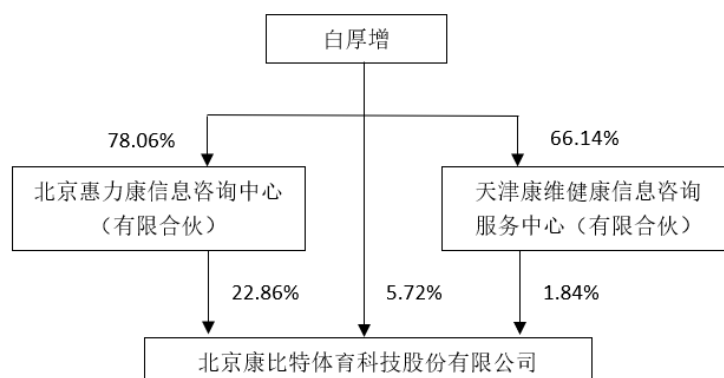 白厚增
78.06%
66.14%
北京惠力康信息咨询中心
（有限合伙）
天津康维健康信息咨询
服务中心（有限合伙）
22.86%
5.72%
1.84%
北京康比特体育科技股份有限公司